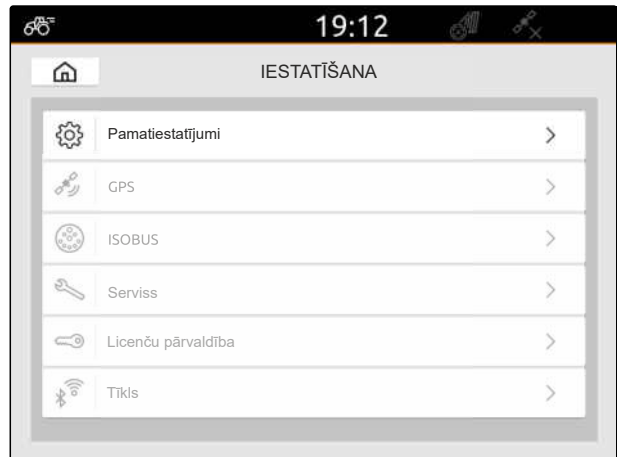 19:12
IESTATĪŠANA
Pamatiestatījumi
GPS
ISOBUS
Serviss
Licenču pārvaldība
Tīkls